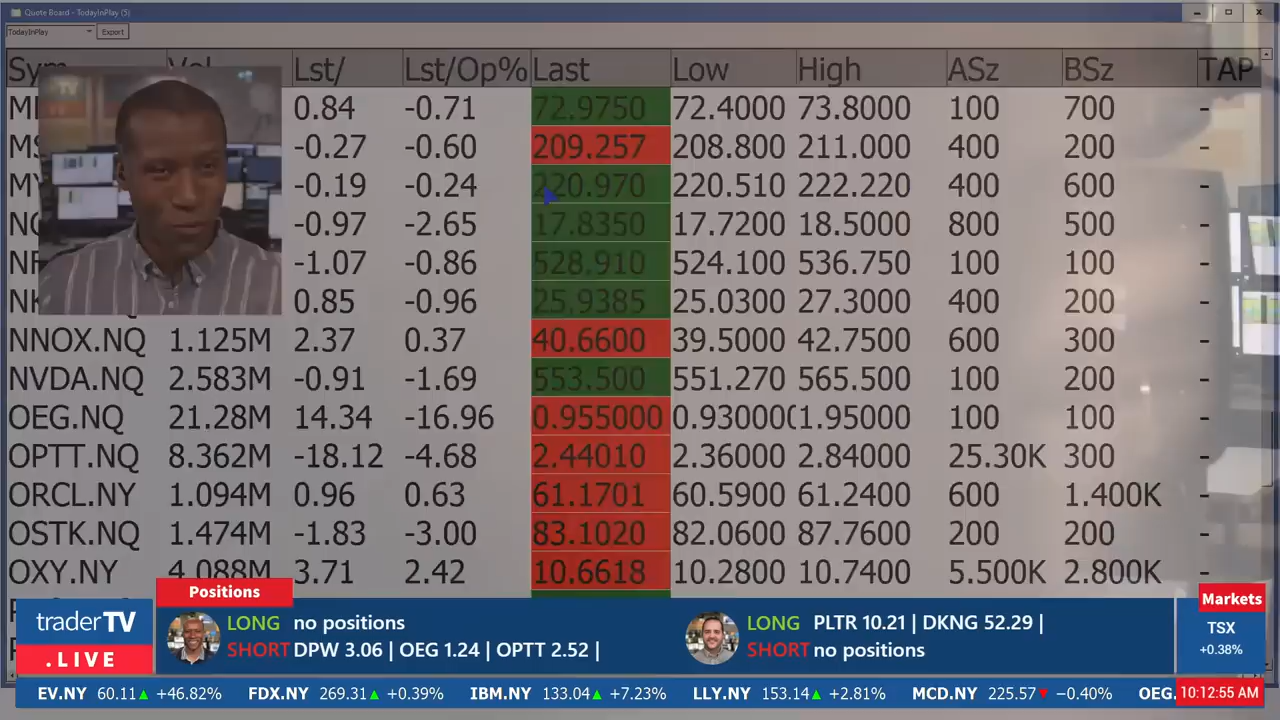 Quote Board - TodayInPlay (5)
TodayInPlay Export
Sym Vol Lst/ Lst/Op% Last Low High ASz BSz TAP
TV
0.84 -0.71 72.9750 72.4000 73.8000 100 700 -
-0.27 -0.60 209.257 208.800 211.000 400 200 -
-0.19 -0.24 220.970 220.510 222.220 400 600 -
-0.97 -2.65 17.8350 17.7200 18.5000 800 500 -
-1.07 -0.86 528.910 524.100 536.750 100 100 -
0.85 -0.96 25.9385 25.0300 27.3000 400 200 -
NNOX.NQ 1.125M 2.37 0.37 40.6600 39.5000 42.7500 600 300 -
NVDA.NQ 2.583M -0.91 -1.69 553.500 551.270 565.500 100 200 -
OEG.NQ 21.28M 14.34 -16.96 0.955000 0.930000 1.95000 100 100 -
OPTT.NQ 8.362M -18.12 -4.68 2.44010 2.36000 2.84000 25.30K 300 -
ORCL.NY 1.094M 0.96 0.63 61.1701 60.5900 61.2400 600 1.400K -
OSTK.NQ 1.474M -1.83 -3.00 83.1020 82.0600 87.7600 200 200 -
OXY.NY 4.088M 3.71 2.42 10.6618 10.2800 10.7400 5.500K 2.800K -
Positions
traderTV
.LIVE
LONG no positions
SHORT DPW 3.06 | OEG 1.24 | OPTT 2.52 |
LONG PLTR 10.21 | DKNG 52.29 |
SHORT no positions
Markets
TSX
+0.38%
EV.NY 60.11 ▲ +46.82% FDX.NY 269.31 ▲ +0.39% IBM.NY 133.04 ▲ +7.23% LLY.NY 153.14 ▲ +2.81% MCD.NY 225.57 ▼ −0.40% OEG. 10:12:55 AM